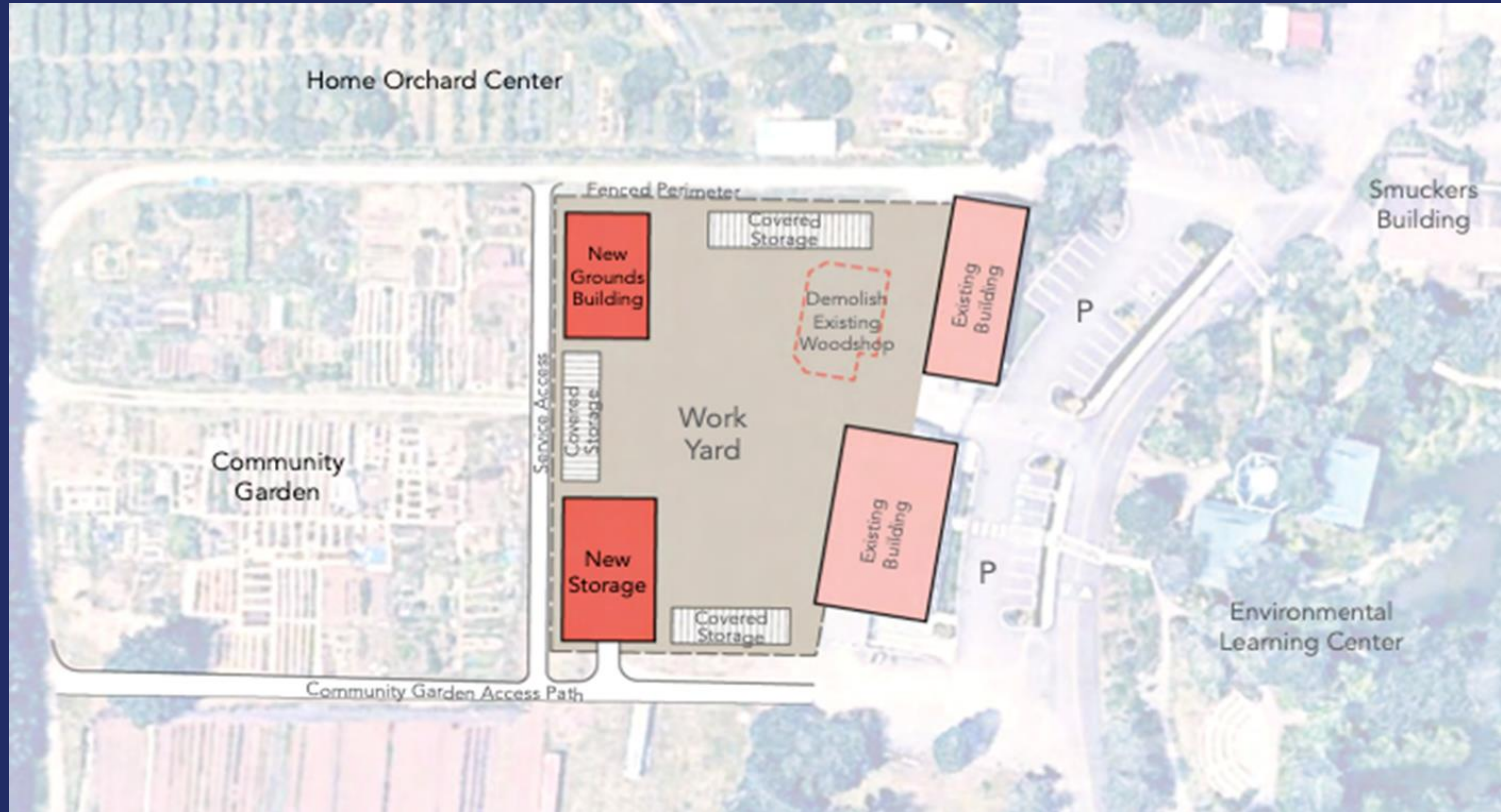 Home Orchard Center
Smuckers
Building
Fenced Perimeter
Covered
Storage
New
Grounds
Building
Existing
Building
Demolish
Existing
Woodshop
P
Service Access
Covered
Storage
Work
Yard
Community
Garden
Existing
Building
New
Storage
P
Covered
Storage
Environmental
Learning Center
Community Garden Access Path